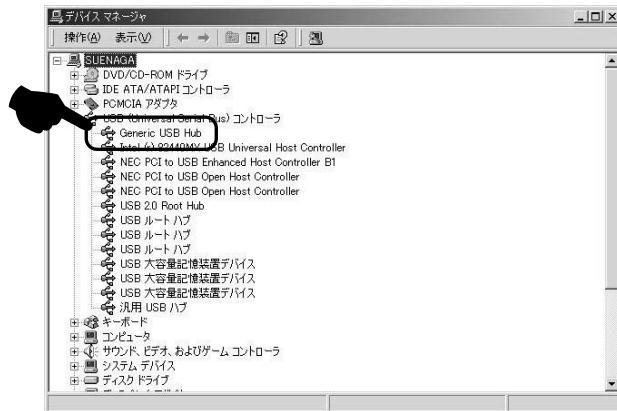 デバイス マネージャ
操作(A) 表示(V)
SUENAGA
DVD/CD-ROM ドライブ
IDE ATA/ATAPI コントローラ
PCMCIA アダプタ
USB (Universal Serial Bus) コントローラ
Generic USB Hub
Intel (r) 82440MX USB Universal Host Controller
NEC PCI to USB Enhanced Host Controller B1
NEC PCI to USB Open Host Controller
NEC PCI to USB Open Host Controller
USB 2.0 Root Hub
USB ルート ハブ
USB ルート ハブ
USB ルート ハブ
USB 大容量記憶装置デバイス
USB 大容量記憶装置デバイス
USB 大容量記憶装置デバイス
汎用 USB ハブ
キーボード
コンピュータ
サウンド、ビデオ、およびゲーム コントローラ
システム デバイス
ディスク ドライブ